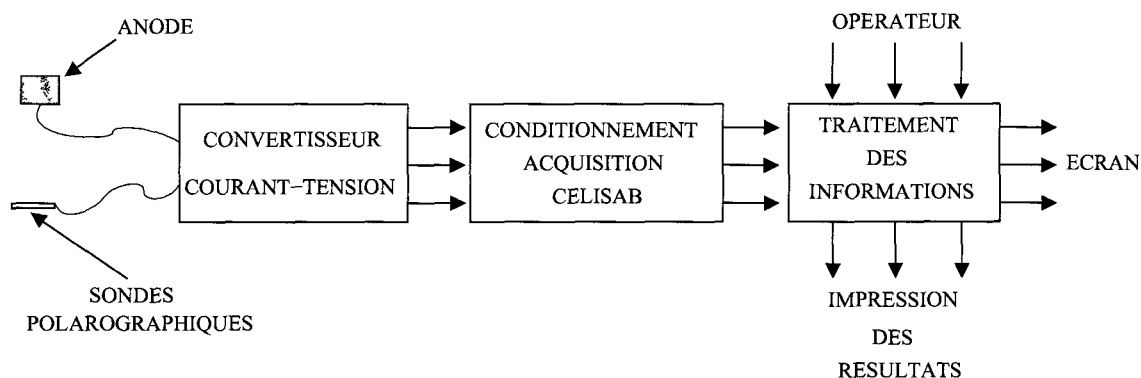 ANODE
OPERATEUR
CONVERTISSEUR
COURANT-TENSION
CONDITIONNEMENT
ACQUISITION
CELISAB
TRAITEMENT
DES
INFORMATIONS
ECRAN
SONDES
POLAROGRAPHIQUES
IMPRESSION
DES
RESULTATS